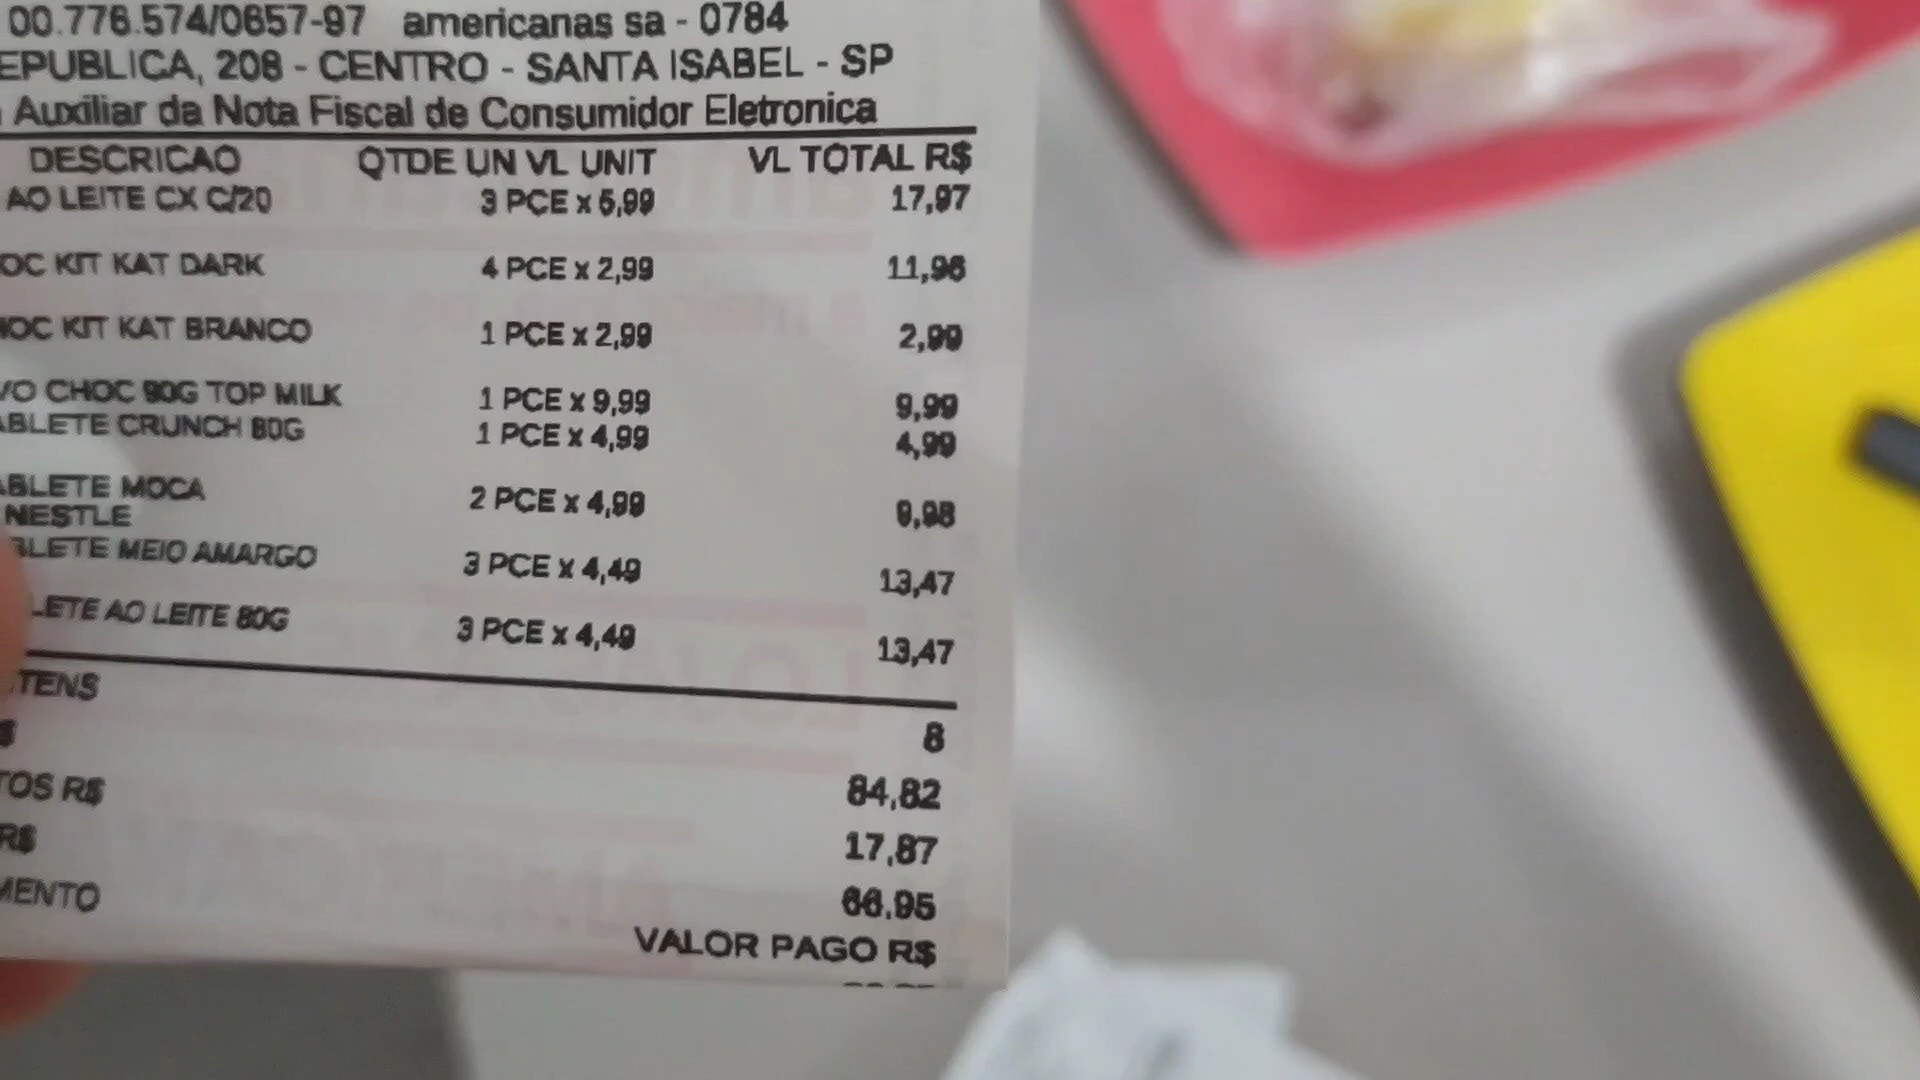 00.776.574/0657-97 americanas sa - 0784
EPUBLICA, 208 - CENTRO - SANTA ISABEL - SP
Auxiliar da Nota Fiscal de Consumidor Eletronica
DESCRICAO QTDE UN VL UNIT VL TOTAL R$
AO LEITE CX C/20 3 PCE x 5,99 17,97
OC KIT KAT DARK 4 PCE x 2,99 11,96
HOC KIT KAT BRANCO 1 PCE x 2,99 2,99
VO CHOC 90G TOP MILK 1 PCE x 9,99 9,99
ABLETE CRUNCH 80G 1 PCE x 4,99 4,99
ABLETE MOCA 2 PCE x 4,99 9,98
NESTLE
BLETE MEIO AMARGO 3 PCE x 4,49 13,47
LETE AO LEITE 80G 3 PCE x 4,49 13,47
TENS 8
TOS R$ 84,82
R$ 17,87
MENTO 66,95
VALOR PAGO R$